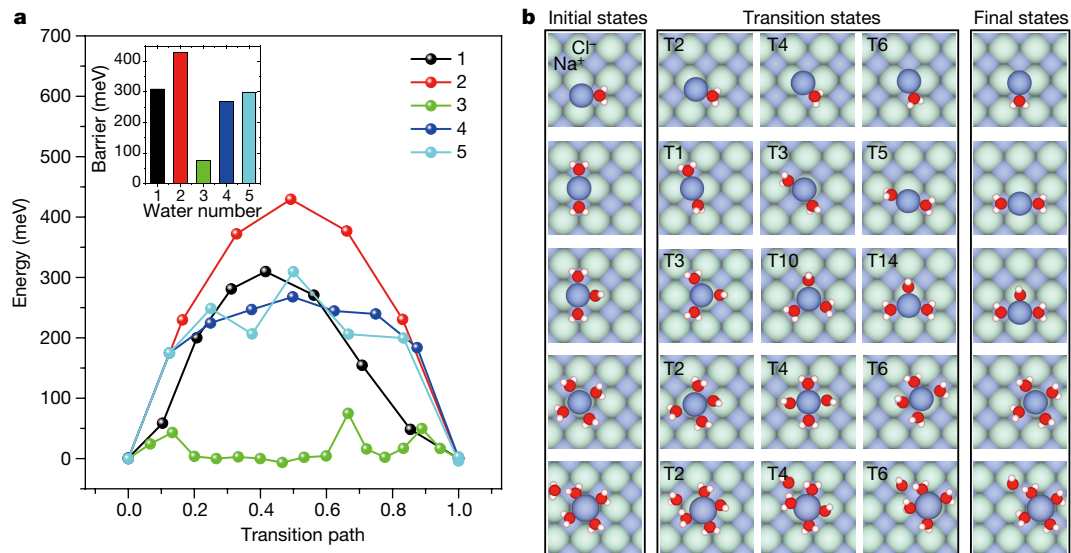 a
700
600
500
400
300
200
100
0
Energy (meV)
0.0 0.2 0.4 0.6 0.8 1.0
Transition path
400
300
200
100
0
Barrier (meV)
1 2 3 4 5
Water number
1
2
3
4
5
b
Initial states Transition states Final states
Cl⁻
Na⁺
T2 T4 T6
T1 T3 T5
T3 T10 T14
T2 T4 T6
T2 T4 T6